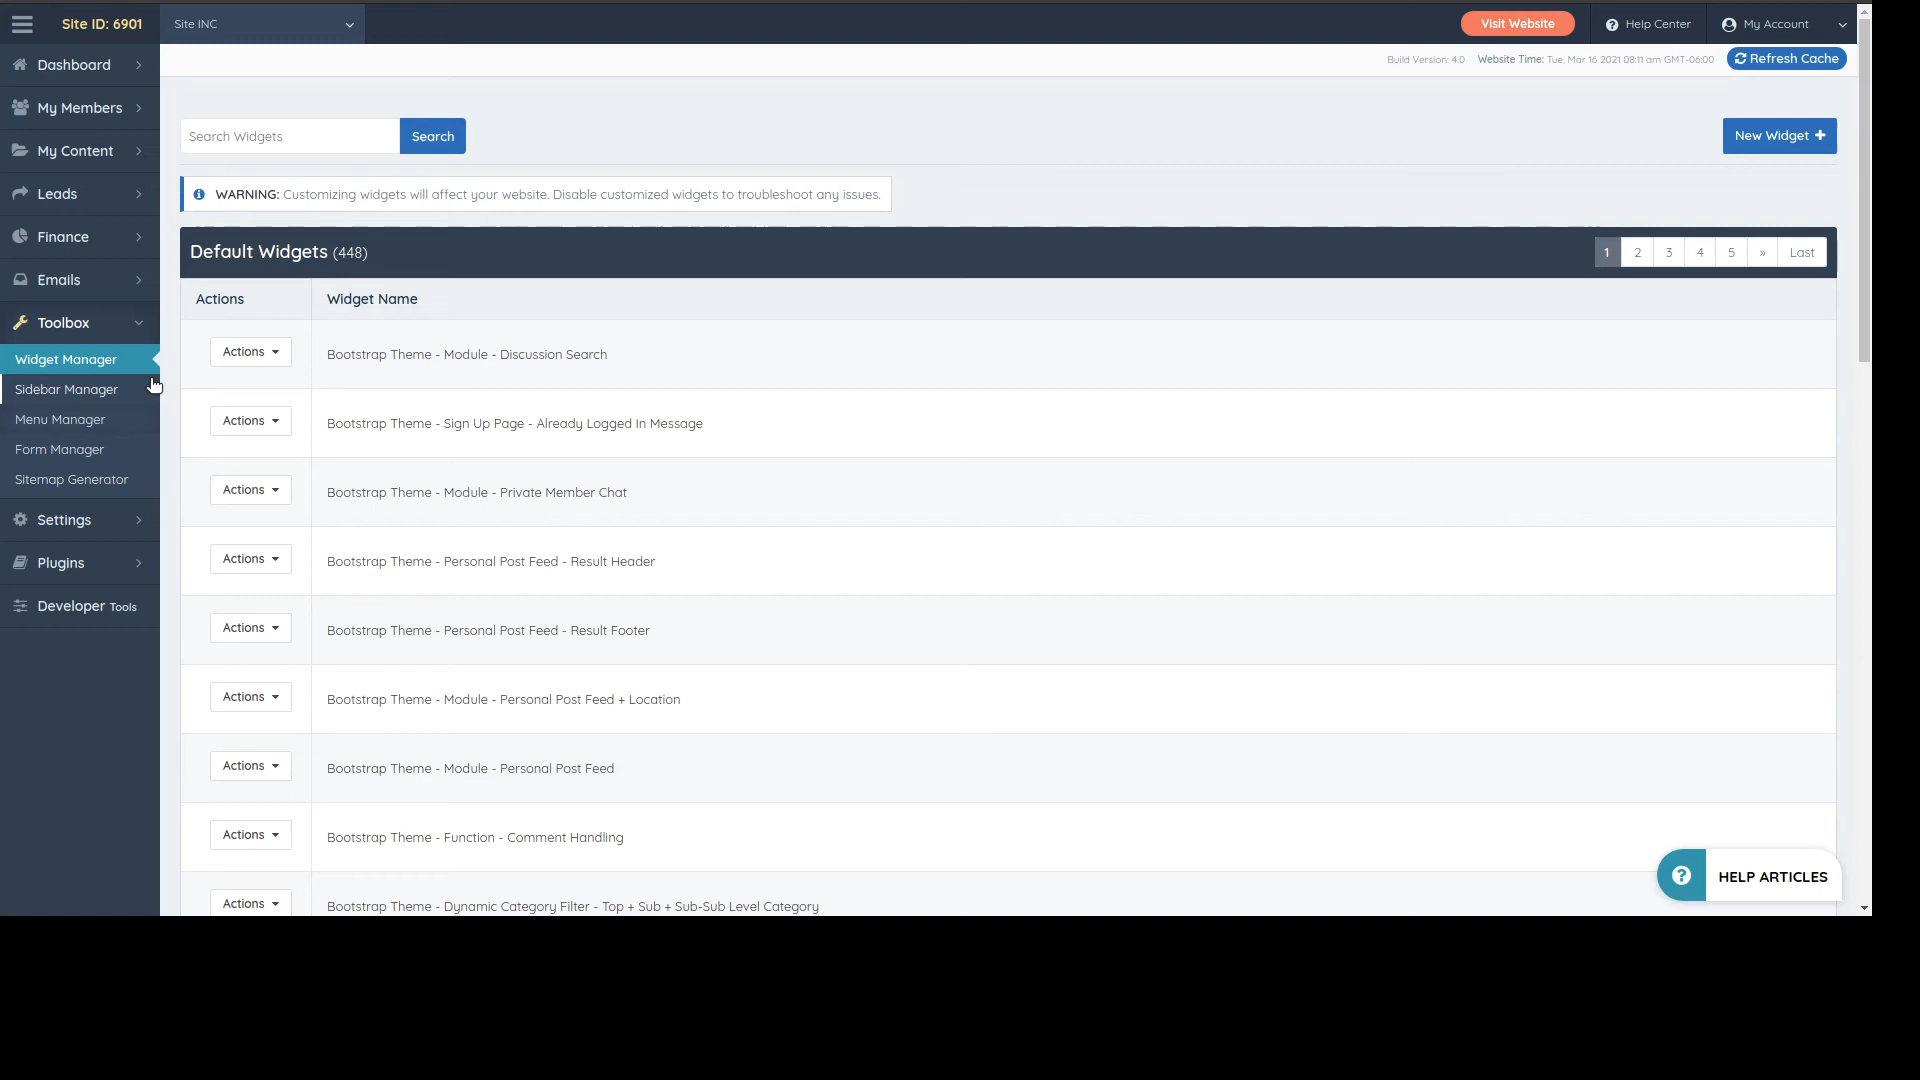 Site ID: 6901
Site INC
Visit Website
Help Center
My Account
Build Version: 4.0
Website Time: Tue, Mar 16 2021 08:11 am GMT-06:00
Refresh Cache
Dashboard
My Members
My Content
Leads
Finance
Emails
Toolbox
Widget Manager
Sidebar Manager
Menu Manager
Form Manager
Sitemap Generator
Settings
Plugins
Developer Tools
Search Widgets
Search
New Widget +
WARNING: Customizing widgets will affect your website. Disable customized widgets to troubleshoot any issues.
Default Widgets (448)
1 2 3 4 5 » Last
Actions Widget Name
Actions Bootstrap Theme - Module - Discussion Search
Actions Bootstrap Theme - Sign Up Page - Already Logged In Message
Actions Bootstrap Theme - Module - Private Member Chat
Actions Bootstrap Theme - Personal Post Feed - Result Header
Actions Bootstrap Theme - Personal Post Feed - Result Footer
Actions Bootstrap Theme - Module - Personal Post Feed + Location
Actions Bootstrap Theme - Module - Personal Post Feed
Actions Bootstrap Theme - Function - Comment Handling
Actions Bootstrap Theme - Dynamic Category Filter - Top + Sub + Sub-Sub Level Category
? HELP ARTICLES